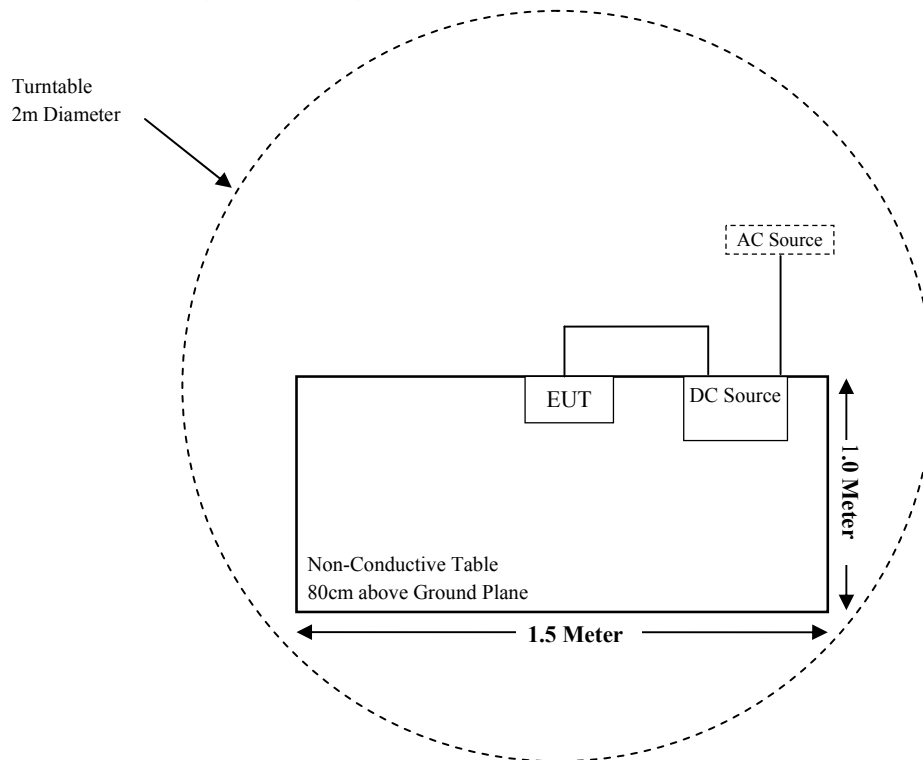 Turntable
2m Diameter
AC Source
EUT
DC Source
1.0 Meter
Non-Conductive Table
80cm above Ground Plane
1.5 Meter